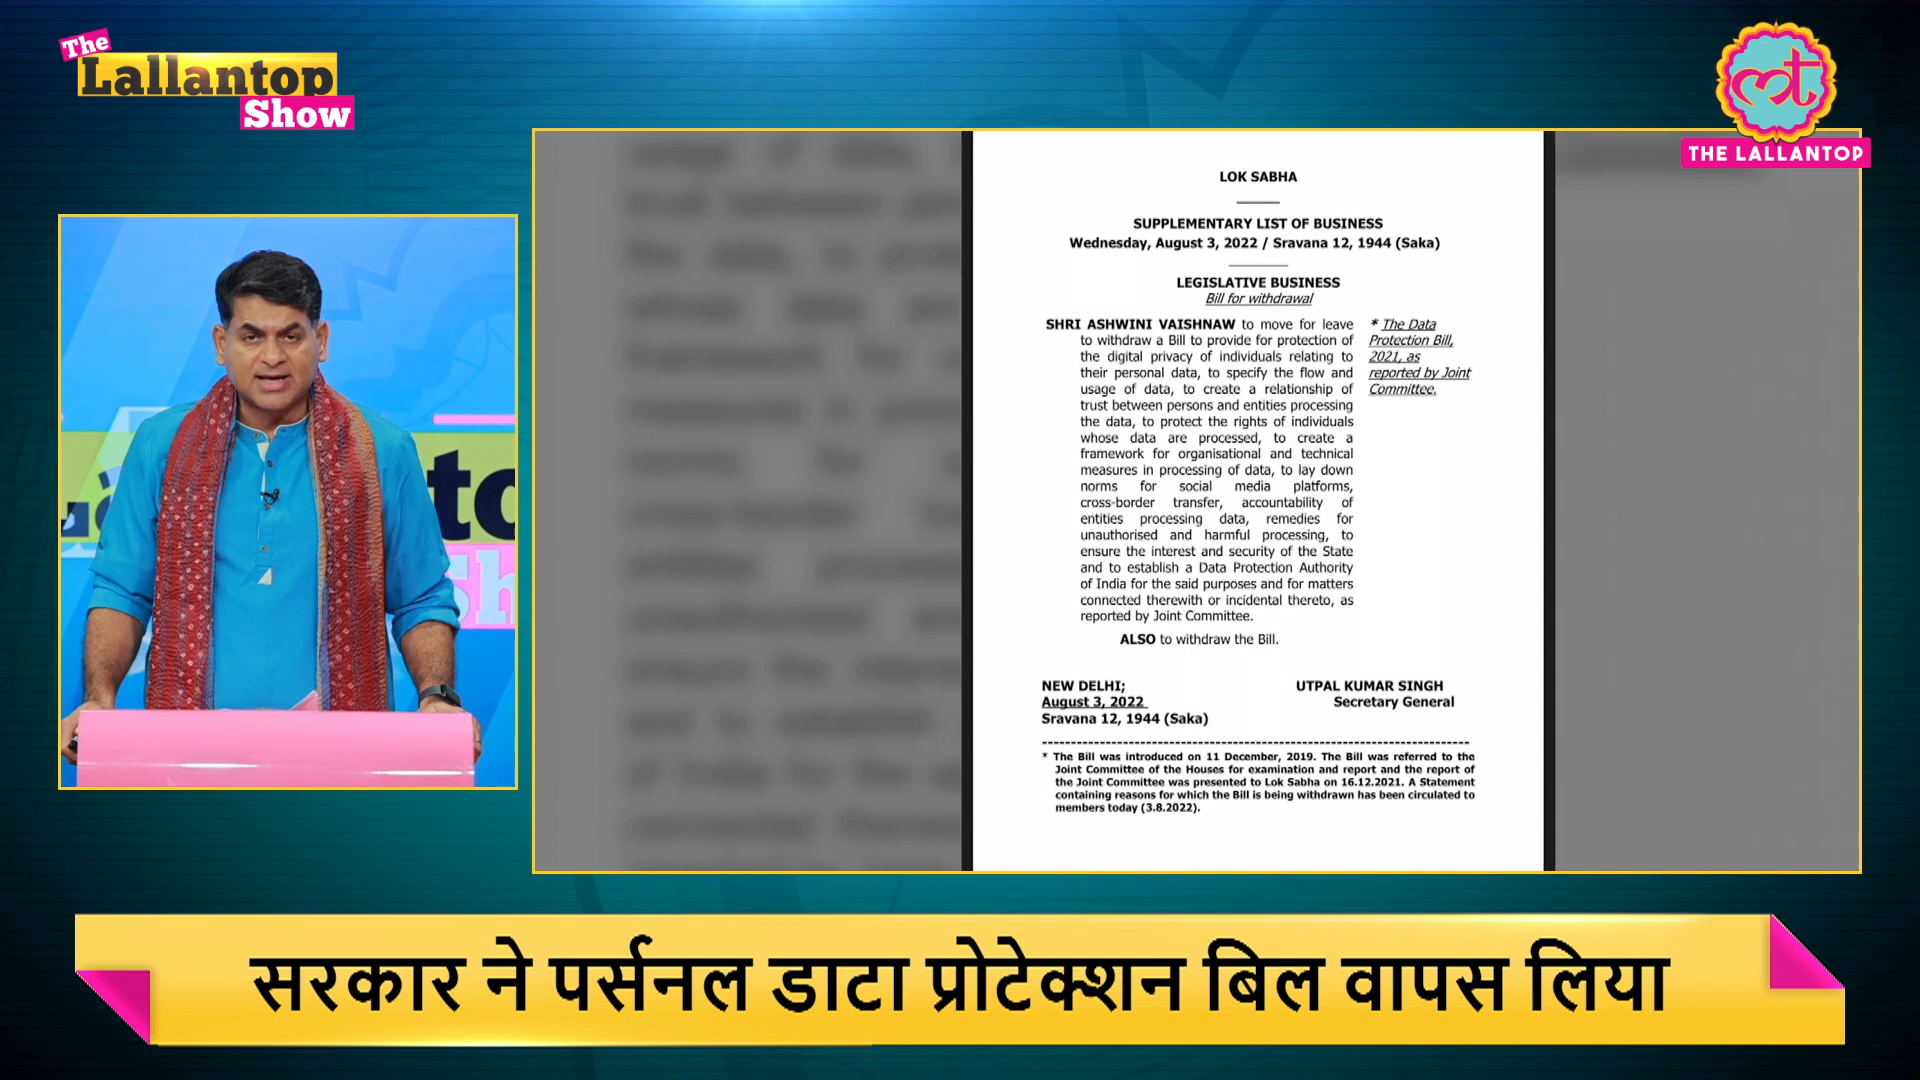 The
Lallantop
Show
THE LALLANTOP
LOK SABHA
SUPPLEMENTARY LIST OF BUSINESS
Wednesday, August 3, 2022 / Sravana 12, 1944 (Saka)
LEGISLATIVE BUSINESS
Bill for withdrawal
SHRI ASHWINI VAISHNAW to move for leave
to withdraw a Bill to provide for protection of
the digital privacy of individuals relating to
their personal data, to specify the flow and
usage of data, to create a relationship of
trust between persons and entities processing
the data, to protect the rights of individuals
whose data are processed, to create a
framework for organisational and technical
measures in processing of data, to lay down
norms for social media platforms,
cross-border transfer, accountability of
entities processing data, remedies for
unauthorised and harmful processing, to
ensure the interest and security of the State
and to establish a Data Protection Authority
of India for the said purposes and for matters
connected therewith or incidental thereto, as
reported by Joint Committee.
* The Data
Protection Bill,
2021, as
reported by Joint
Committee.
ALSO to withdraw the Bill.
NEW DELHI;
August 3, 2022
Sravana 12, 1944 (Saka)
UTPAL KUMAR SINGH
Secretary General
* The Bill was introduced on 11 December, 2019. The Bill was referred to the
Joint Committee of the Houses for examination and report and the report of
the Joint Committee was presented to Lok Sabha on 16.12.2021. A Statement
containing reasons for which the Bill is being withdrawn has been circulated to
members today (3.8.2022).
सरकार ने पर्सनल डाटा प्रोटेक्शन बिल वापस लिया